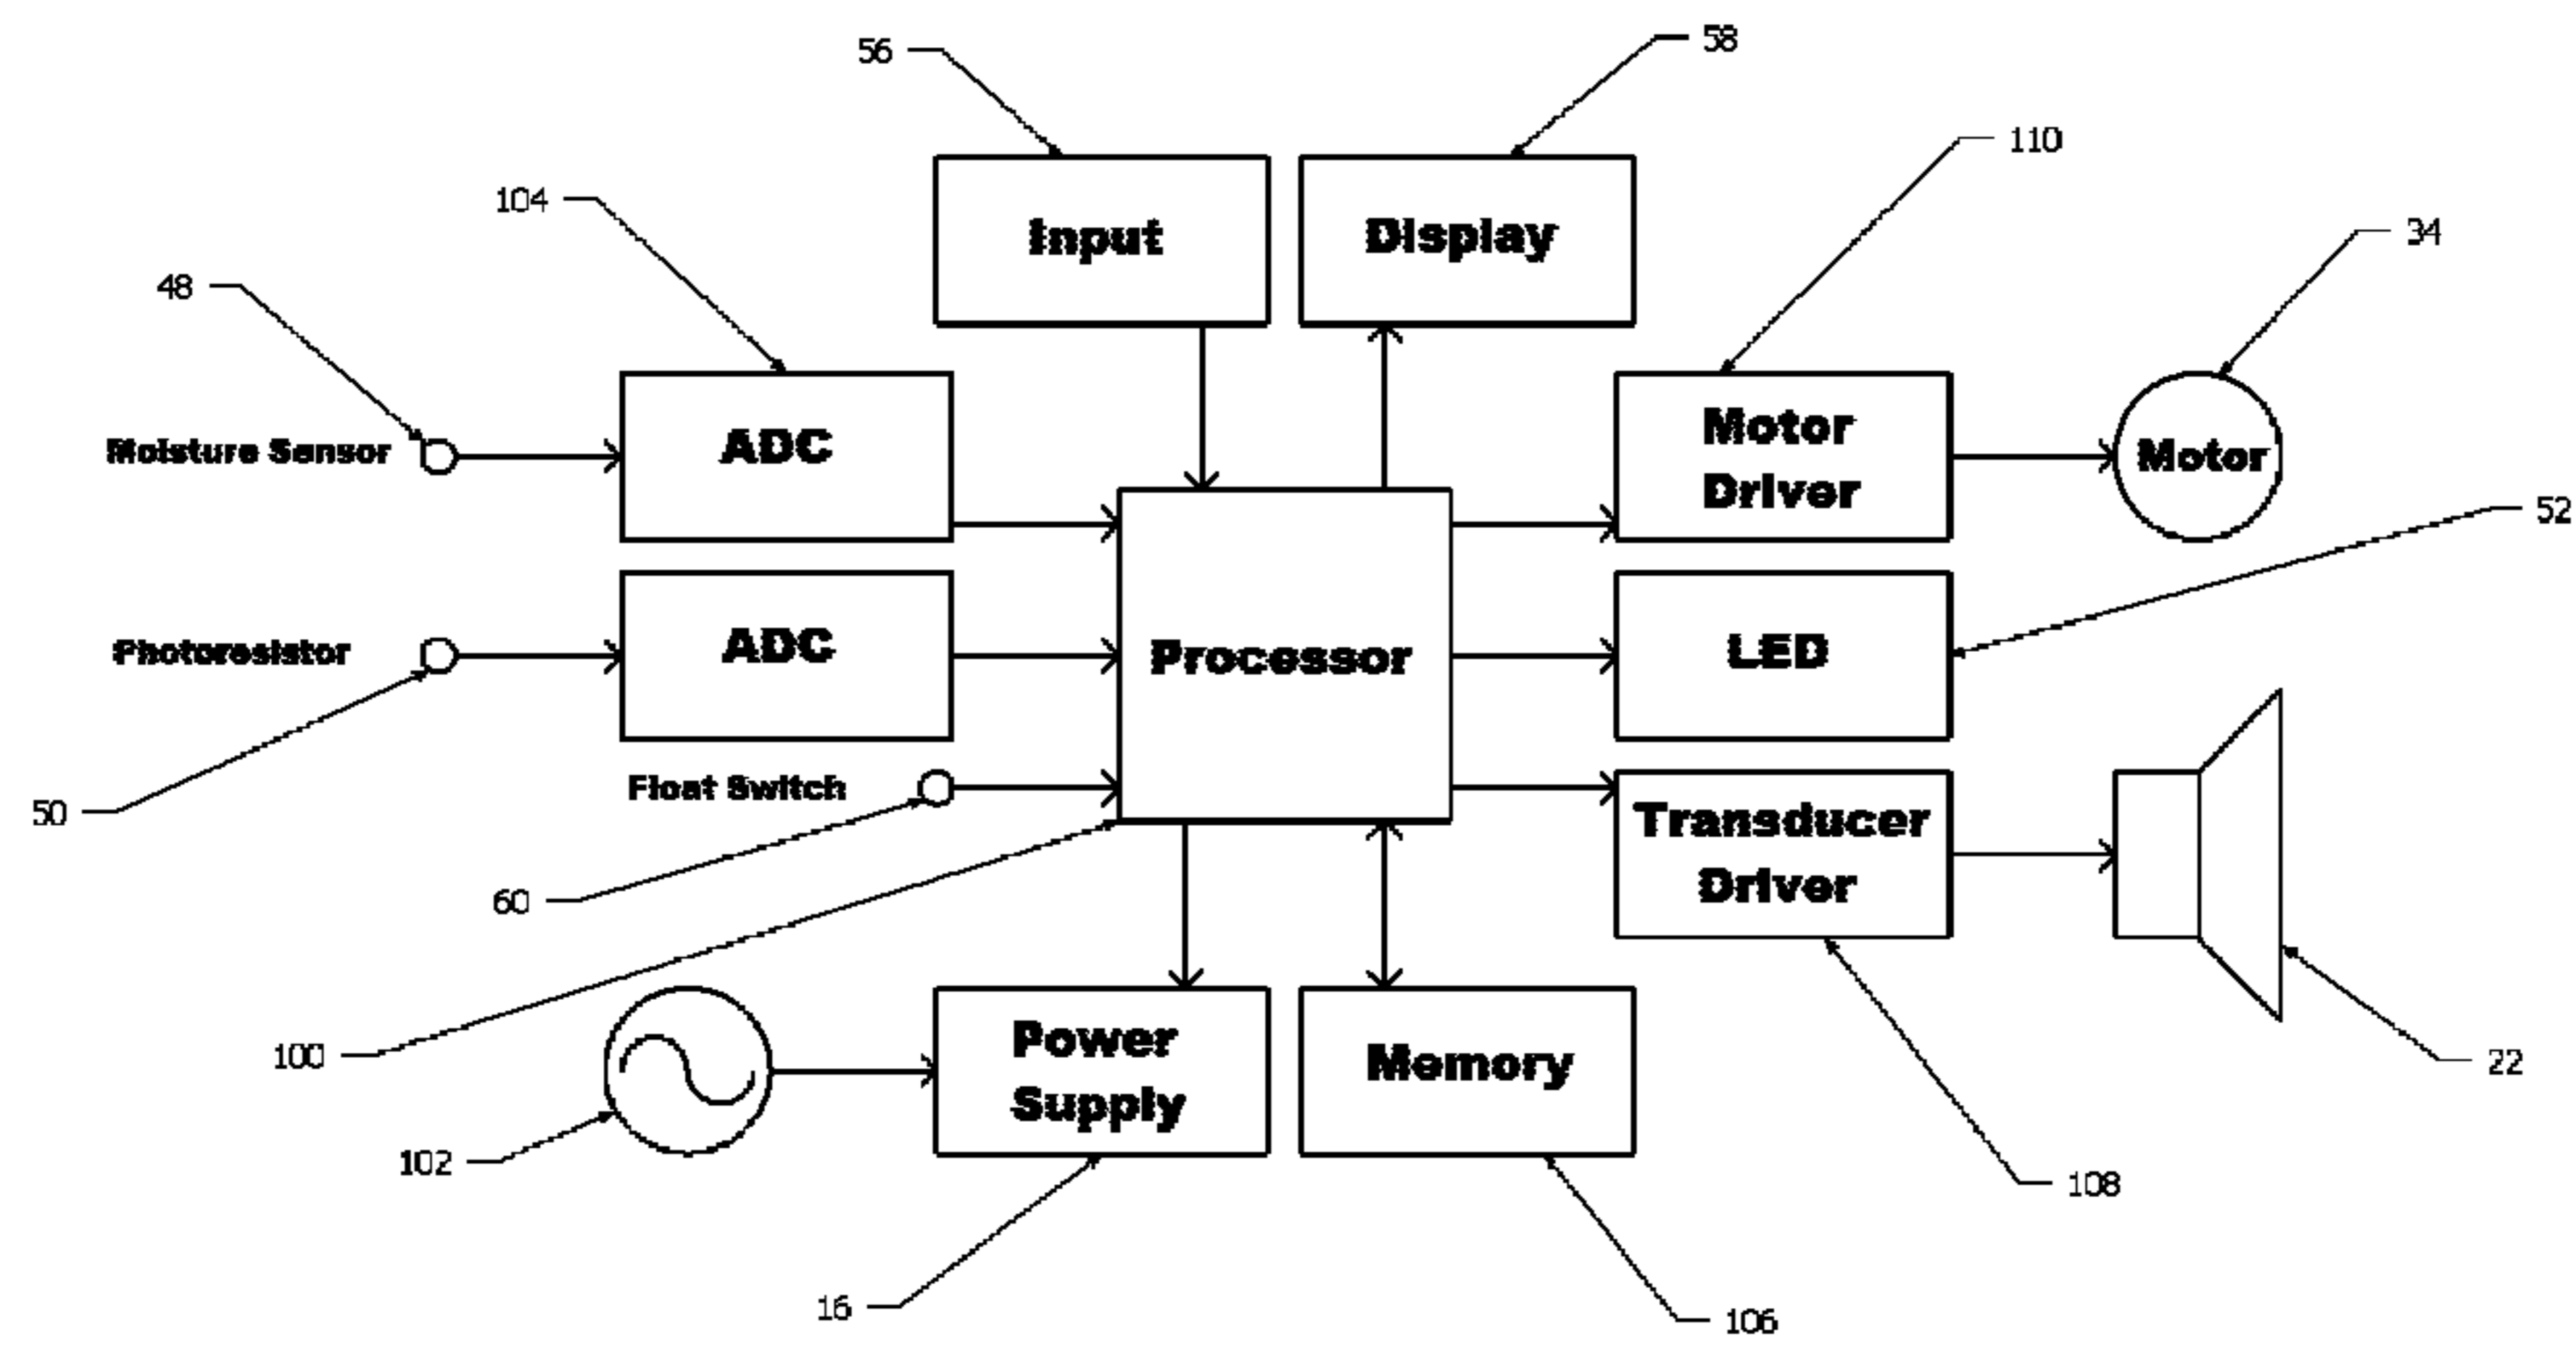 56
58
110
104
Input
Display
34
48
Motor
Driver
ADC
Moisture Sensor
Motor
52
Photoresistor
ADC
Processor
LED
Float Switch
50
Transducer
Driver
60
100
Power
Supply
Memory
22
102
108
16
106